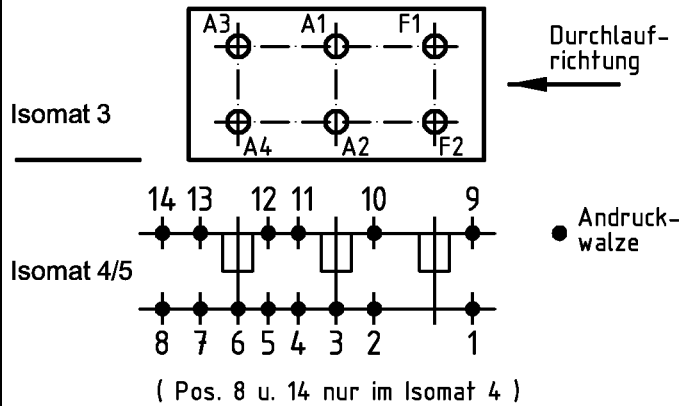 A3 A1 F1
Durchlauf-
richtung
Isomat 3
A4 A2 F2
14 13 12 11 10 9
Andruck-
walze
Isomat 4/5
8 7 6 5 4 3 2 1
( Pos. 8 u. 14 nur im Isomat 4 )